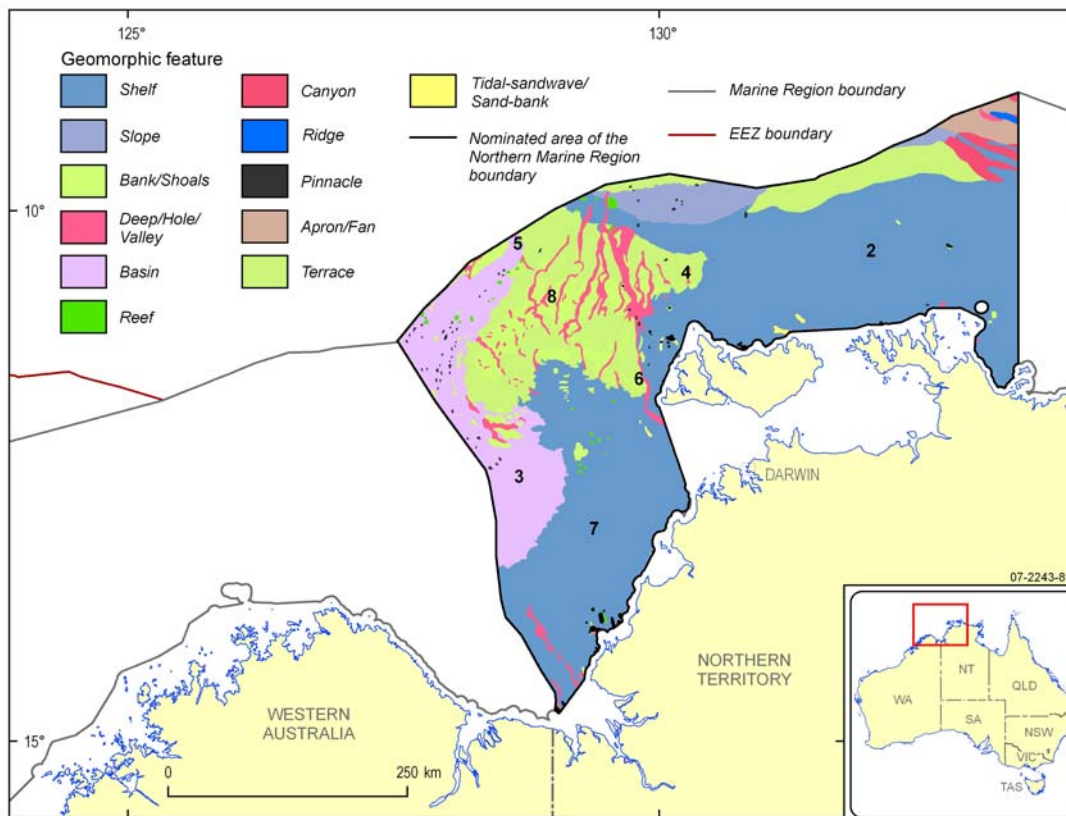 125°
130°
Geomorphic feature
Shelf
Slope
Bank/Shoals
Deep/Hole/
Valley
Basin
Reef
Canyon
Ridge
Pinnacle
Apron/Fan
Terrace
Tidal-sandwave/
Sand-bank
Nominated area of the
Northern Marine Region
boundary
Marine Region boundary
EEZ boundary
10°
5
2
4
8
6
3
DARWIN
7
07-2243-8
NORTHERN
TERRITORY
WESTERN
AUSTRALIA
15°
0
250 km
NT
QLD
WA
SA
NSW
VIC
TAS